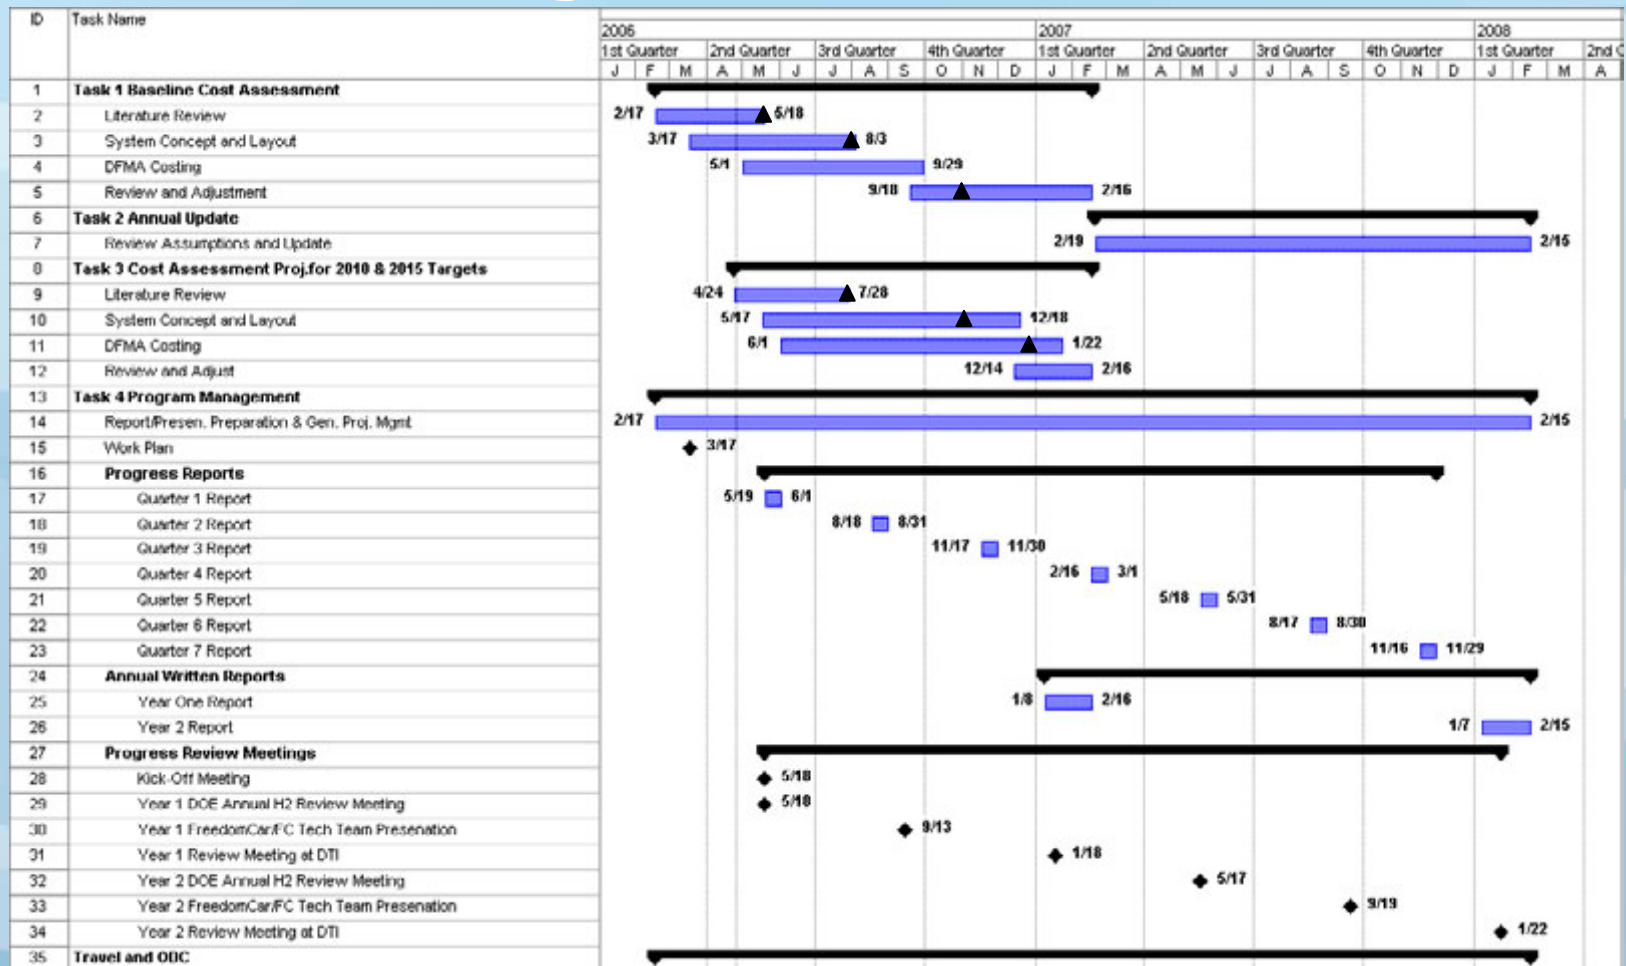 ID Task Name
2006 2007 2008
1st Quarter 2nd Quarter 3rd Quarter 4th Quarter 1st Quarter 2nd Quarter 3rd Quarter 4th Quarter 1st Quarter 2nd
J F M A M J J A S O N D J F M A M J J A S O N D J F M A
1 Task 1 Baseline Cost Assessment
2 Literature Review 2/17 5/18
3 System Concept and Layout 3/17 8/3
4 DFMA Costing 5/1 9/29
5 Review and Adjustment 9/18 2/16
6 Task 2 Annual Update
7 Review Assumptions and Update 2/19 2/15
8 Task 3 Cost Assessment Proj.for 2010 & 2015 Targets
9 Literature Review 4/24 7/28
10 System Concept and Layout 5/17 12/18
11 DFMA Costing 6/1 1/22
12 Review and Adjust 12/14 2/16
13 Task 4 Program Management
14 Report/Presen. Preparation & Gen. Proj. Mgmt 2/17 2/15
15 Work Plan 3/17
16 Progress Reports
17 Quarter 1 Report 5/19 6/1
18 Quarter 2 Report 8/18 8/31
19 Quarter 3 Report 11/17 11/30
20 Quarter 4 Report 2/16 3/1
21 Quarter 5 Report 5/18 5/31
22 Quarter 6 Report 8/17 8/30
23 Quarter 7 Report 11/16 11/29
24 Annual Written Reports
25 Year One Report 1/8 2/16
26 Year 2 Report 1/7 2/15
27 Progress Review Meetings
28 Kick-Off Meeting 5/18
29 Year 1 DOE Annual H2 Review Meeting 5/18
30 Year 1 FreedomCar/FC Tech Team Presenation 9/13
31 Year 1 Review Meeting at DTI 1/18
32 Year 2 DOE Annual H2 Review Meeting 5/17
33 Year 2 FreedomCar/FC Tech Team Presenation 9/19
34 Year 2 Review Meeting at DTI 1/22
35 Travel and ODC